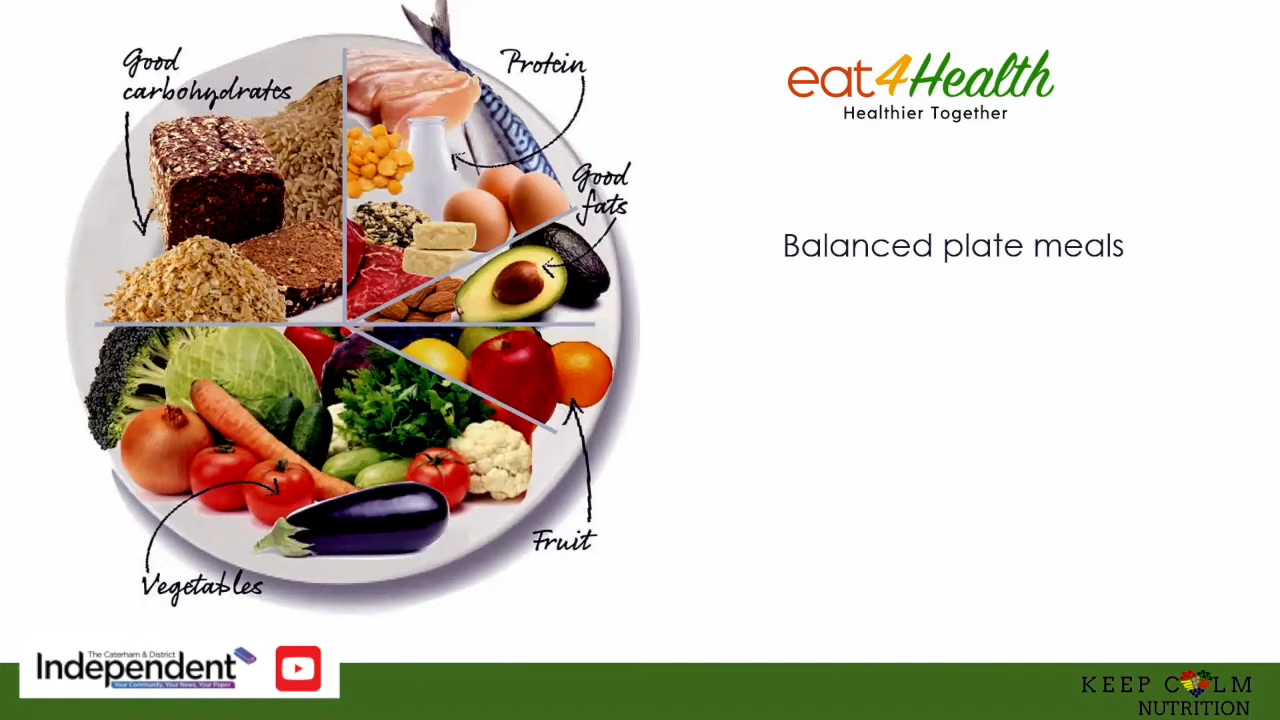 Good
carbohydrates
Protein
Good
fats
Fruit
Vegetables
eat4Health
Healthier Together
Balanced plate meals
The Caterham & District
Independent
Your Community, Your News, Your Paper
KEEP CALM
NUTRITION